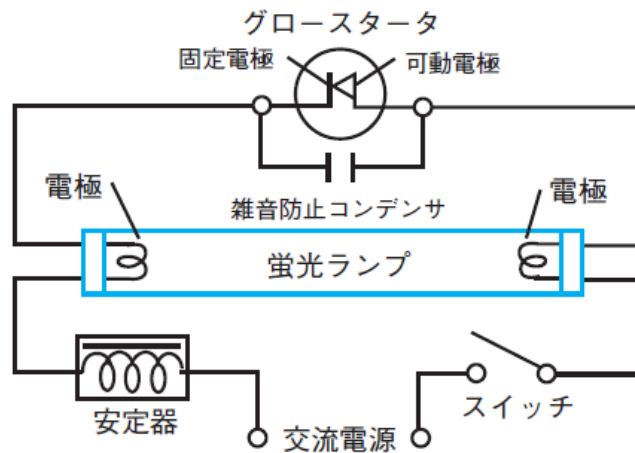 グロースタータ
固定電極
可動電極
電極
雑音防止コンデンサ
電極
蛍光ランプ
安定器
スイッチ
交流電源